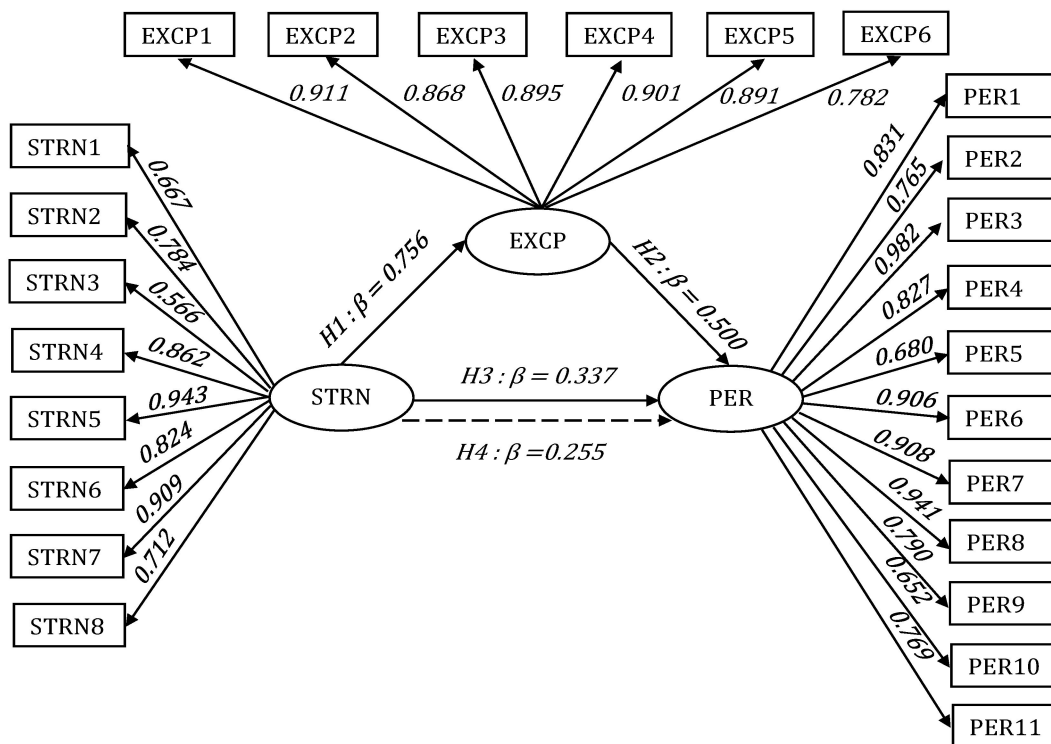 EXCP1
EXCP2
EXCP3
EXCP4
EXCP5
EXCP6
0.911
0.868
0.895
0.901
0.891
0.782
STRN1
STRN2
STRN3
STRN4
STRN5
STRN6
STRN7
STRN8
0.667
0.784
0.566
0.862
0.943
0.824
0.909
0.712
EXCP
H1 : β = 0.756
H2 : β = 0.500
STRN
H3 : β = 0.337
H4 : β =0.255
PER
0.831
0.765
0.982
0.827
0.680
0.906
0.908
0.941
0.790
0.652
0.769
PER1
PER2
PER3
PER4
PER5
PER6
PER7
PER8
PER9
PER10
PER11